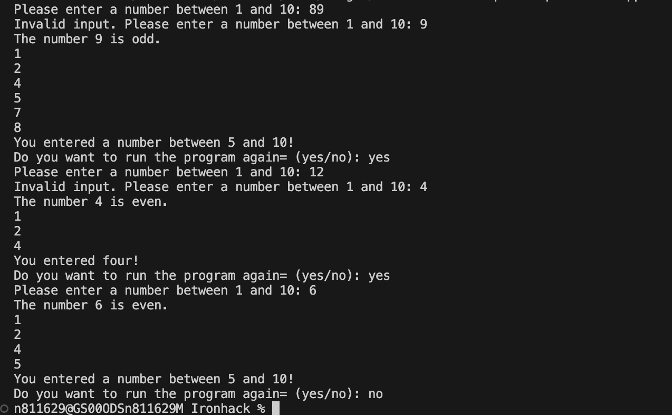 Please enter a number between 1 and 10: 89
Invalid input. Please enter a number between 1 and 10: 9
The number 9 is odd.
1
2
4
5
7
8
You entered a number between 5 and 10!
Do you want to run the program again= (yes/no): yes
Please enter a number between 1 and 10: 12
Invalid input. Please enter a number between 1 and 10: 4
The number 4 is even.
1
2
4
You entered four!
Do you want to run the program again= (yes/no): yes
Please enter a number between 1 and 10: 6
The number 6 is even.
1
2
4
5
You entered a number between 5 and 10!
Do you want to run the program again= (yes/no): no
n811629@GS00ODSn811629M Ironhack %